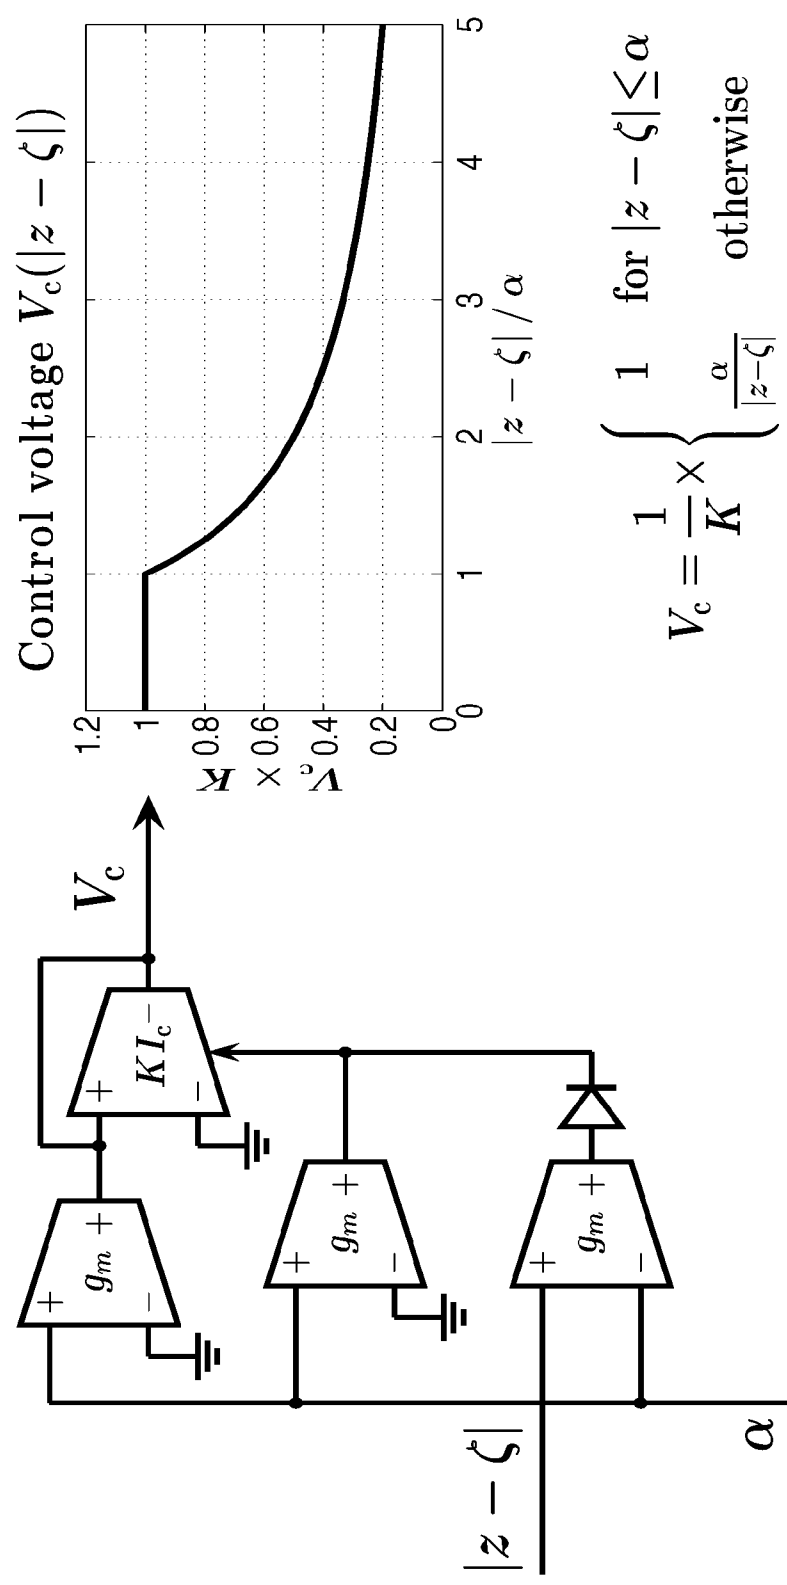 Control voltage V_c(|z − ζ|)
1.2
1
0.8
0.6
0.4
0.2
0
V_c × K
0 1 2 3 4 5
|z − ζ| / α
V_c = 1/K × { 1 for |z − ζ| ≤ α
α/|z−ζ| otherwise
V_c
+ − K I_c −
+ − g_m +
+ − g_m +
+ − g_m +
|z − ζ|
α